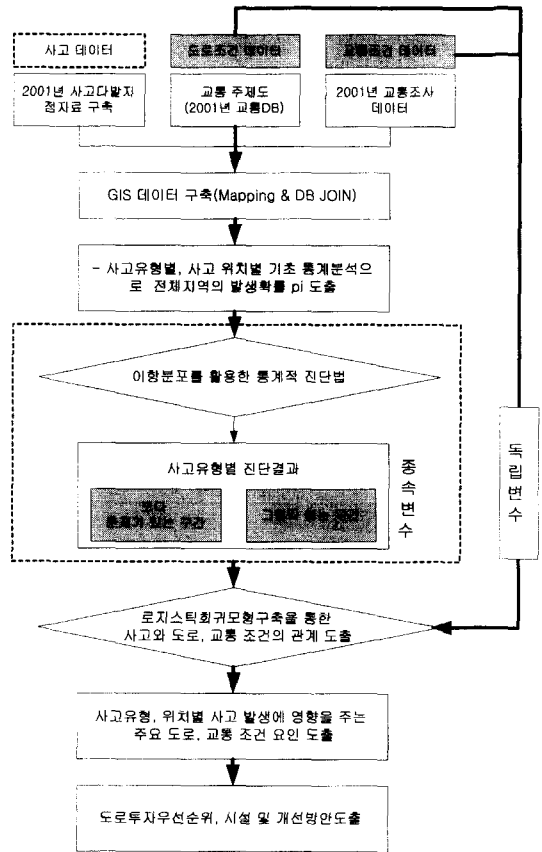 사고 데이터
도로조건 데이터
교통조건 데이터
2001년 사고다발지
점자료 구축
교통 주제도
(2001년 교통DB)
2001년 교통조사
데이터
GIS 데이터 구축(Mapping & DB JOIN)
- 사고유형별, 사고 위치별 기초 통계분석으
로 전체지역의 발생확률 pi 도출
이항분포를 활용한 통계적 진단법
사고유형별 진단결과
문제가 있는 구간
종속변수
독립변수
로지스틱회귀모형구축을 통한
사고와 도로, 교통 조건의 관계 도출
사고유형, 위치별 사고 발생에 영향을 주는
주요 도로, 교통 조건 요인 도출
도로투자우선순위, 시설 및 개선방안도출